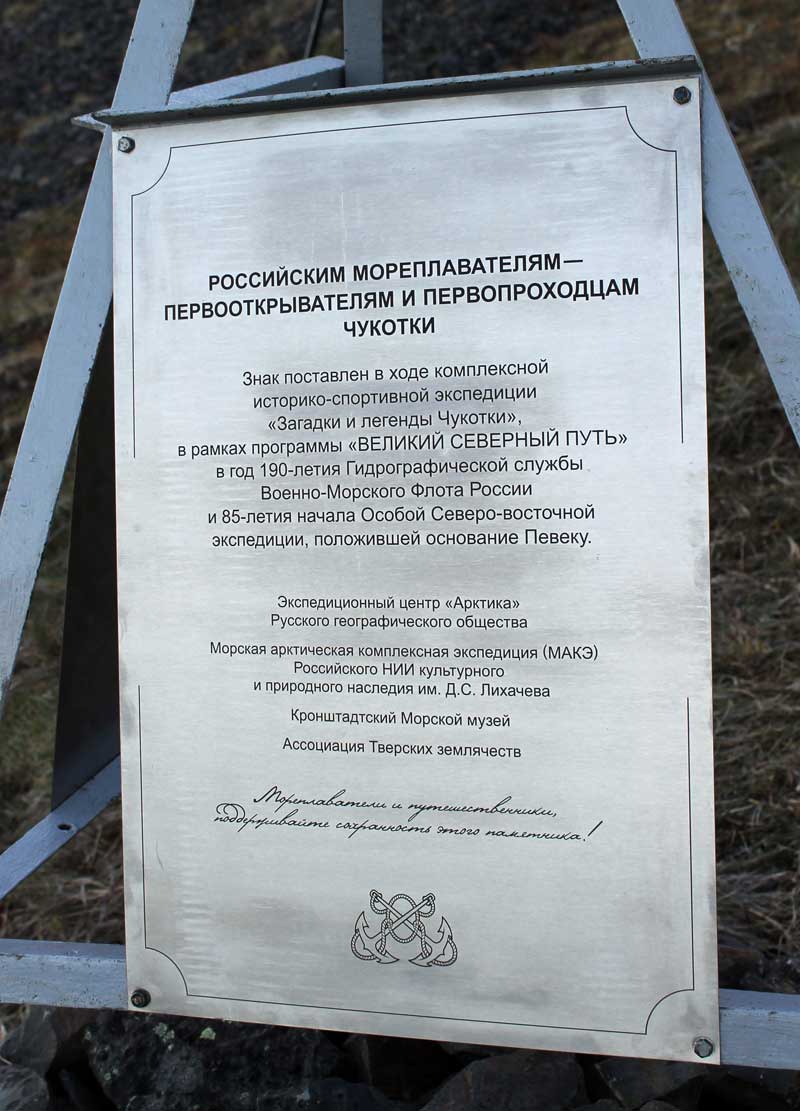 РОССИЙСКИМ МОРЕПЛАВАТЕЛЯМ—
ПЕРВООТКРЫВАТЕЛЯМ И ПЕРВОПРОХОДЦАМ
ЧУКОТКИ
Знак поставлен в ходе комплексной
историко-спортивной экспедиции
«Загадки и легенды Чукотки»,
в рамках программы «ВЕЛИКИЙ СЕВЕРНЫЙ ПУТЬ»
в год 190-летия Гидрографической службы
Военно-Морского Флота России
и 85-летия начала Особой Северо-восточной
экспедиции, положившей основание Певеку.
Экспедиционный центр «Арктика»
Русского географического общества
Морская арктическая комплексная экспедиция (МАКЭ)
Российского НИИ культурного
и природного наследия им. Д.С. Лихачева
Кронштадтский Морской музей
Ассоциация Тверских землячеств
Мореплаватели и путешественники,
поддерживайте сохранность этого памятника!